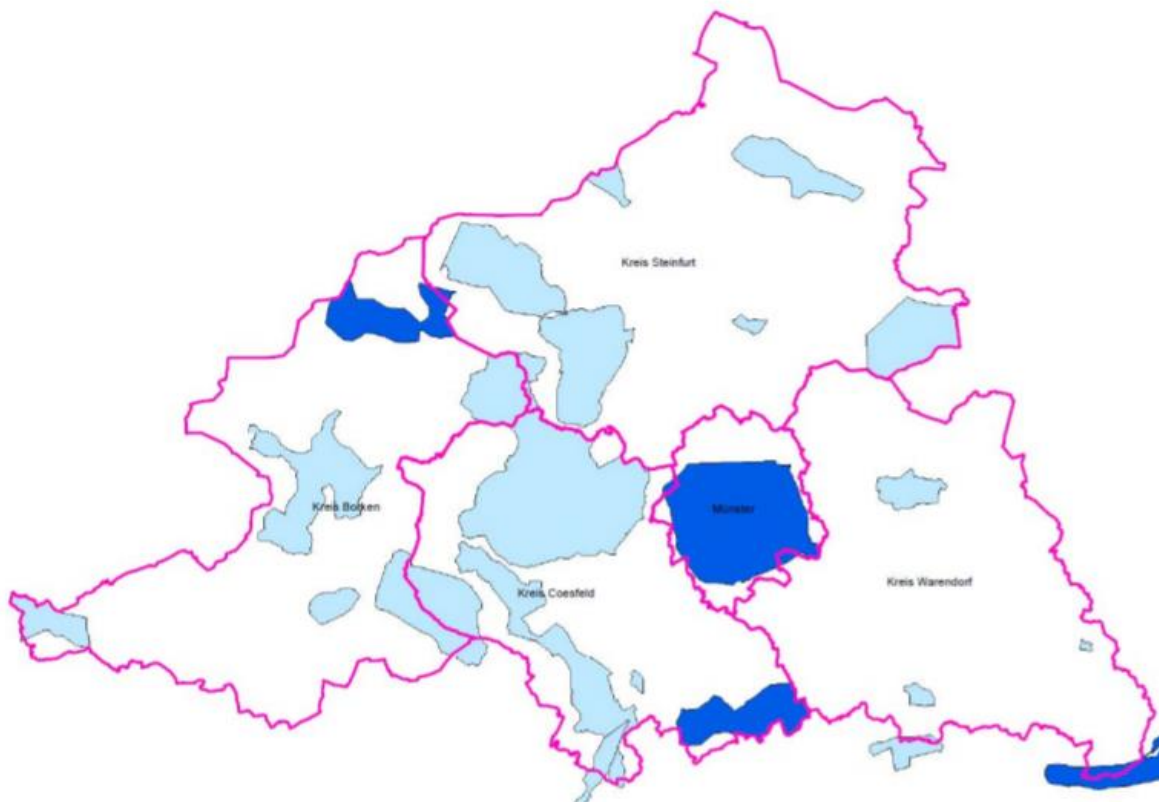 Kreis Steinfurt
Kreis Borken
Münster
Kreis Coesfeld
Kreis Warendorf